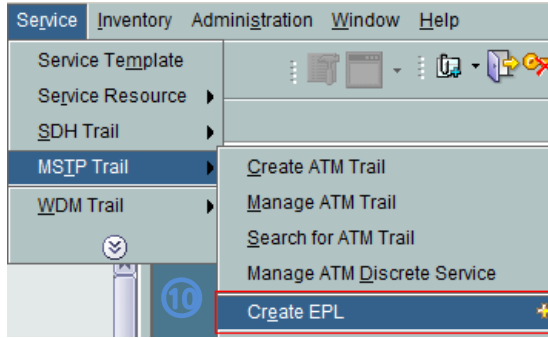 Service Inventory Administration Window Help
Service Template
Service Resource
SDH Trail
MSTP Trail
WDM Trail
Create ATM Trail
Manage ATM Trail
Search for ATM Trail
Manage ATM Discrete Service
10
Create EPL